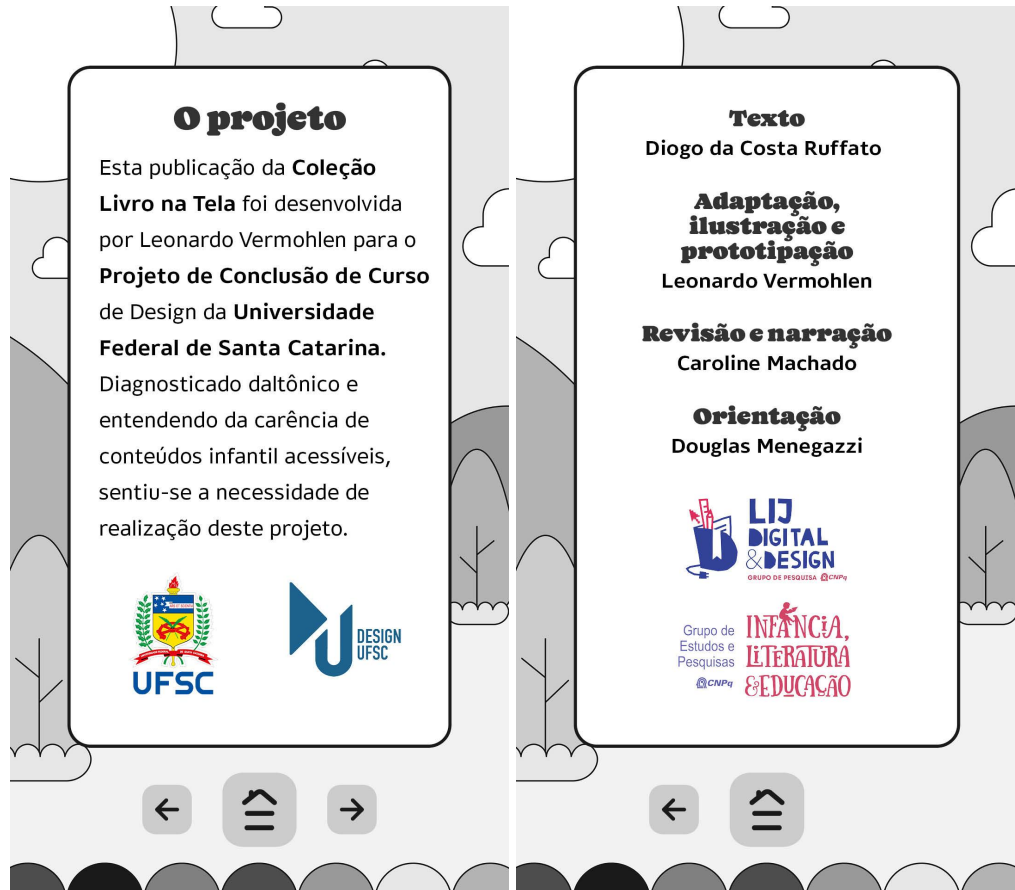 O projeto
Esta publicação da Coleção
Livro na Tela foi desenvolvida
por Leonardo Vermohlen para o
Projeto de Conclusão de Curso
de Design da Universidade
Federal de Santa Catarina.
Diagnosticado daltônico e
entendendo da carência de
conteúdos infantil acessíveis,
sentiu-se a necessidade de
realização deste projeto.
UFSC
DESIGN
UFSC
Texto
Diogo da Costa Ruffato
Adaptação,
ilustração e
prototipação
Leonardo Vermohlen
Revisão e narração
Caroline Machado
Orientação
Douglas Menegazzi
LIJ
DIGITAL
&DESIGN
GRUPO DE PESQUISA CNPq
Grupo de
Estudos e
Pesquisas
CNPq
INFÂNCIA,
LITERATURA
&EDUCAÇÃO